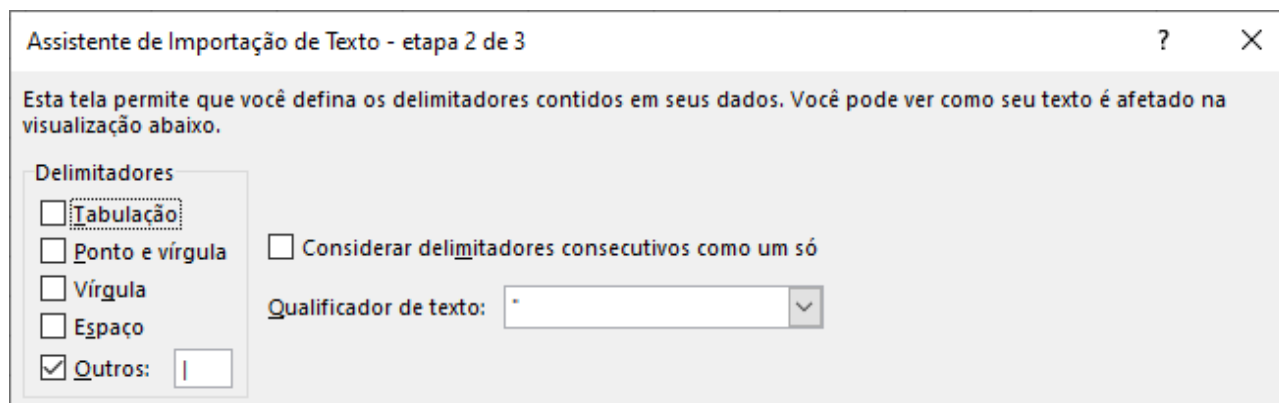 Assistente de Importação de Texto - etapa 2 de 3 ? ×
Esta tela permite que você defina os delimitadores contidos em seus dados. Você pode ver como seu texto é afetado na
visualização abaixo.
Delimitadores
Tabulação
Ponto e vírgula
Considerar delimitadores consecutivos como um só
Vírgula
Qualificador de texto: "
Espaço
Outros: |